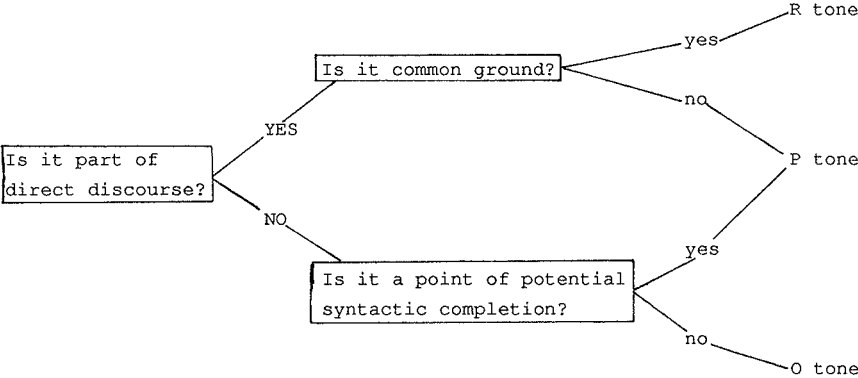 R tone
yes
Is it common ground?
no
YES
Is it part of
direct discourse?
P tone
NO
yes
Is it a point of potential
syntactic completion?
no
O tone